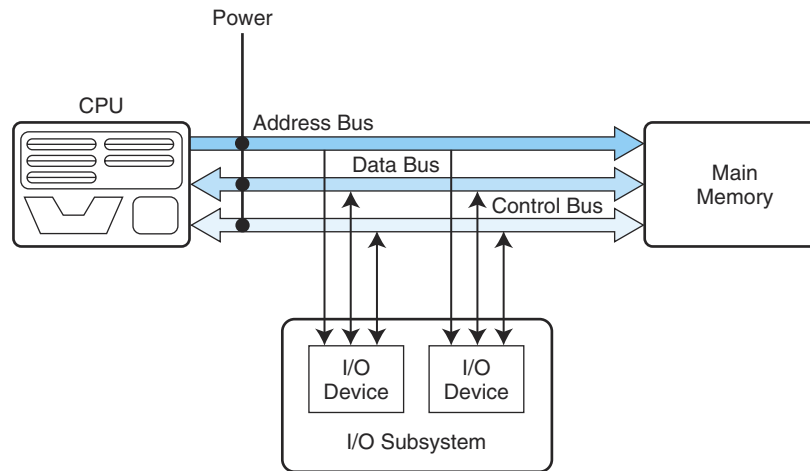 Power
CPU
Address Bus
Data Bus
Control Bus
Main
Memory
I/O
Device
I/O
Device
I/O Subsystem